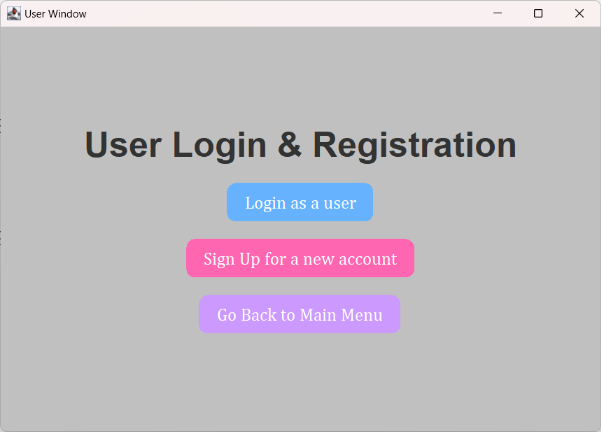 User Window
User Login & Registration
Login as a user
Sign Up for a new account
Go Back to Main Menu